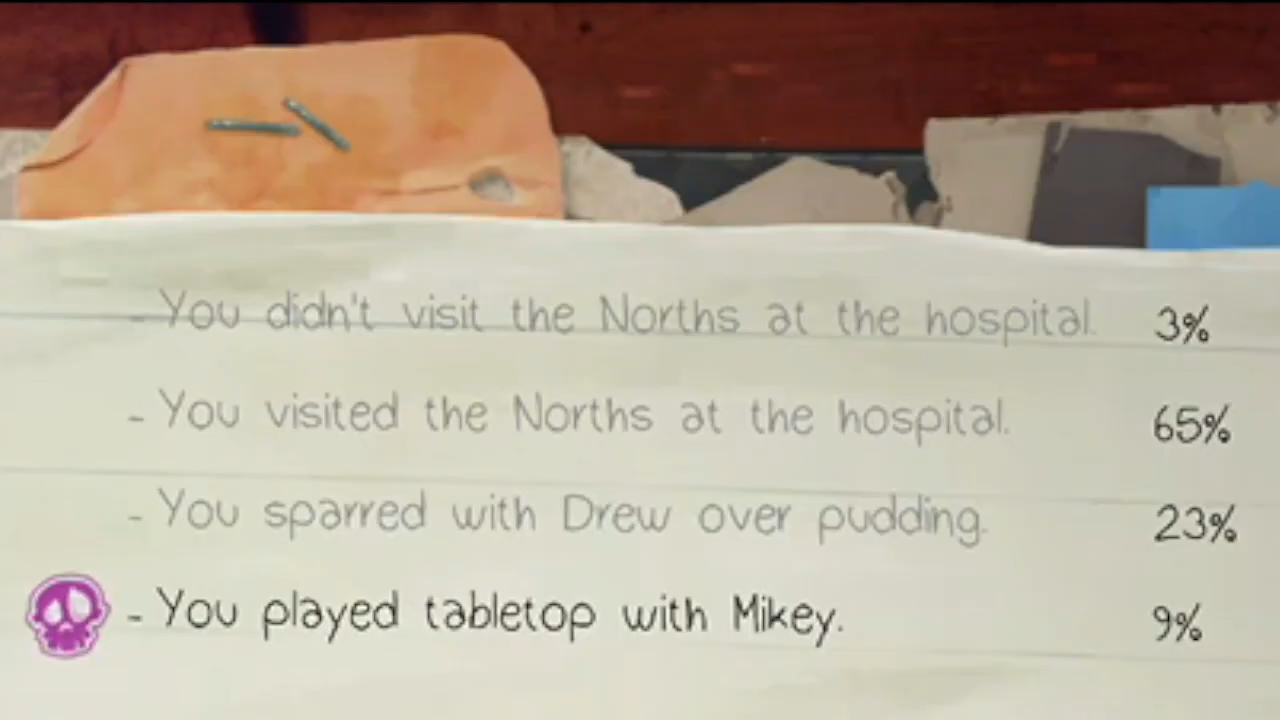 - You didn't visit the Norths at the hospital. 3%
- You visited the Norths at the hospital. 65%
- You sparred with Drew over pudding. 23%
- You played tabletop with Mikey. 9%